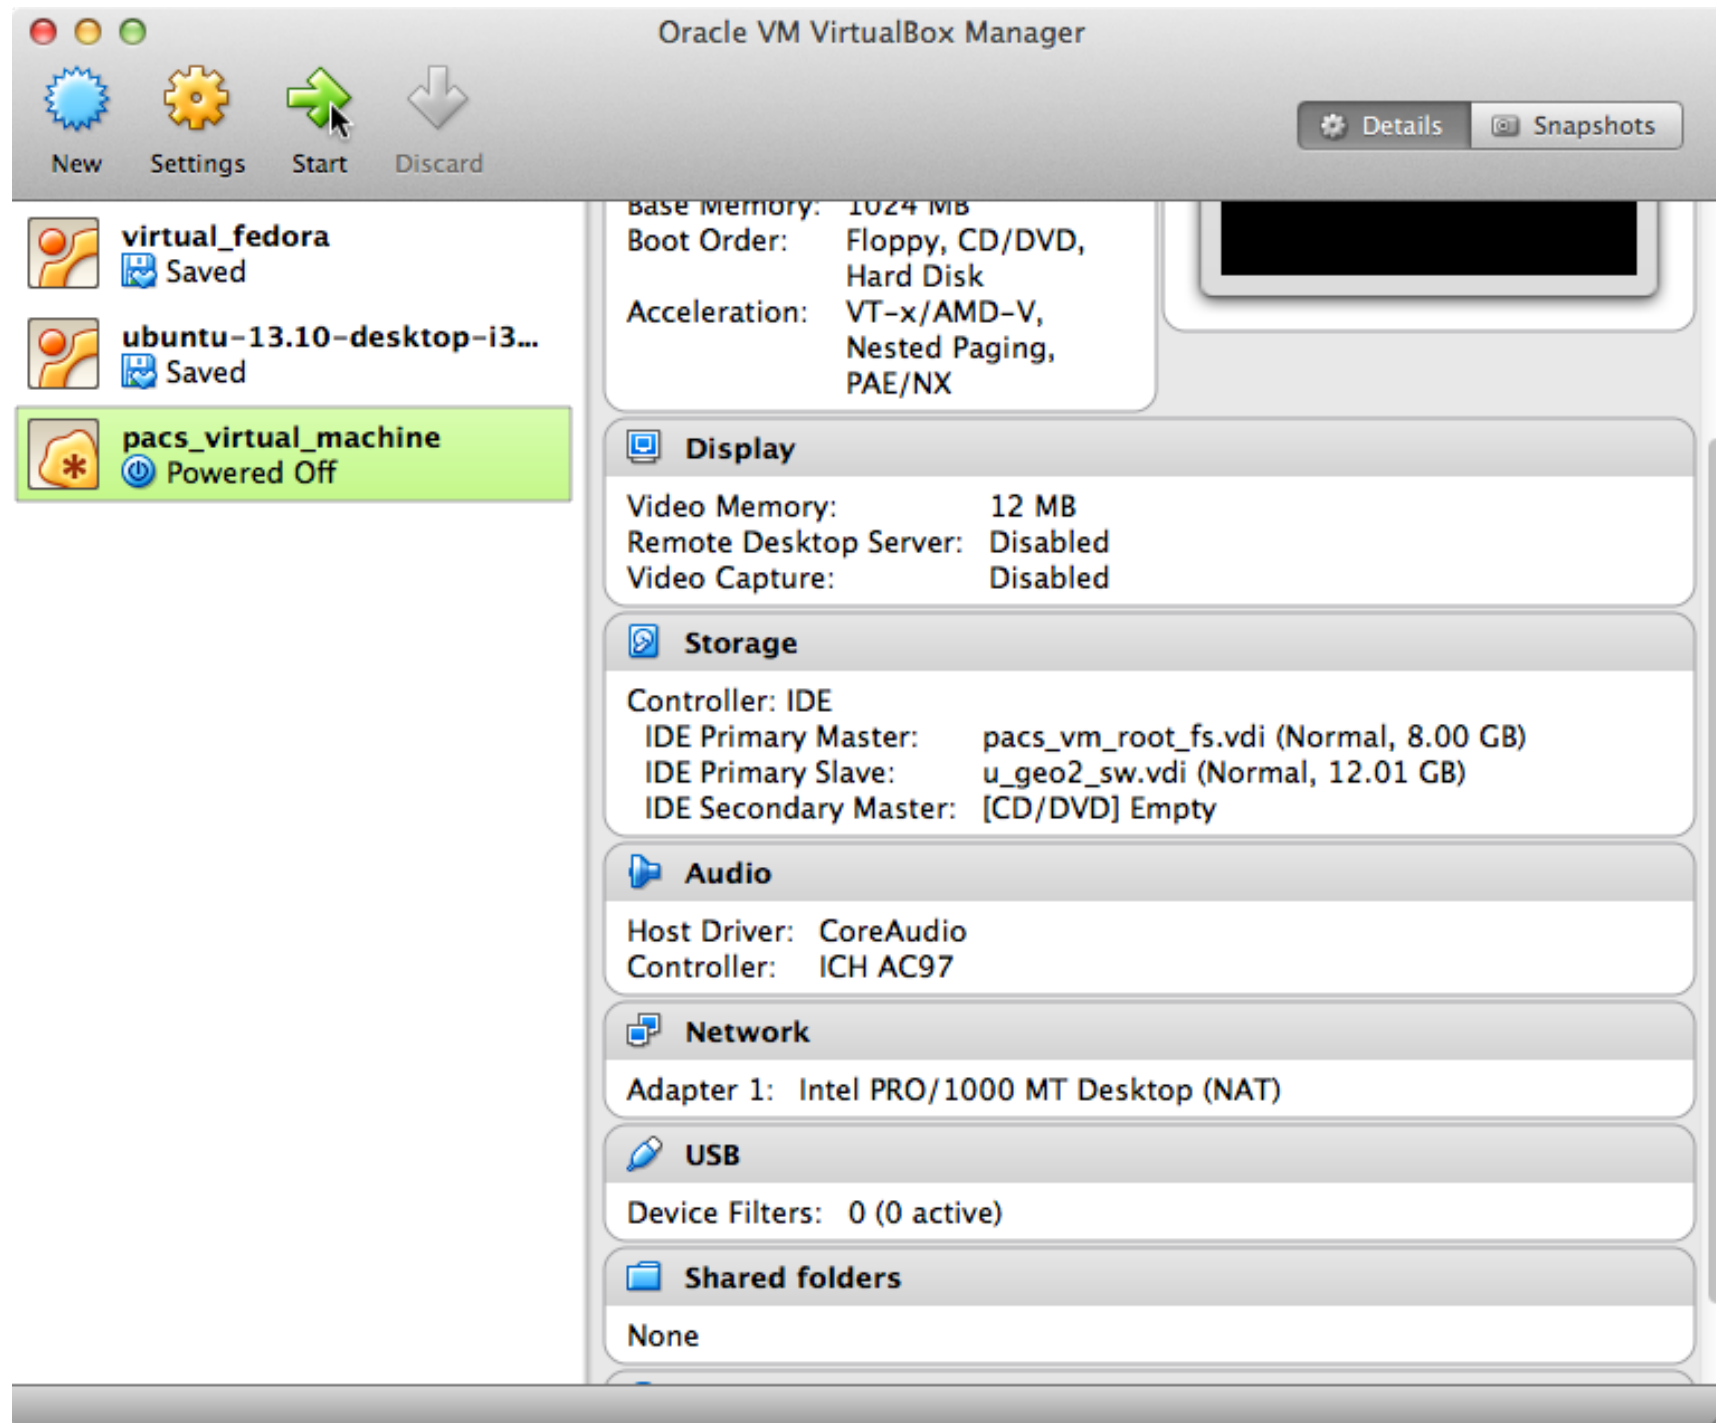 Oracle VM VirtualBox Manager
New Settings Start Discard
Details Snapshots
virtual_fedora
Saved
ubuntu-13.10-desktop-i3...
Saved
pacs_virtual_machine
Powered Off
Base Memory: 1024 MB
Boot Order: Floppy, CD/DVD,
Hard Disk
Acceleration: VT-x/AMD-V,
Nested Paging,
PAE/NX
Display
Video Memory: 12 MB
Remote Desktop Server: Disabled
Video Capture: Disabled
Storage
Controller: IDE
IDE Primary Master: pacs_vm_root_fs.vdi (Normal, 8.00 GB)
IDE Primary Slave: u_geo2_sw.vdi (Normal, 12.01 GB)
IDE Secondary Master: [CD/DVD] Empty
Audio
Host Driver: CoreAudio
Controller: ICH AC97
Network
Adapter 1: Intel PRO/1000 MT Desktop (NAT)
USB
Device Filters: 0 (0 active)
Shared folders
None